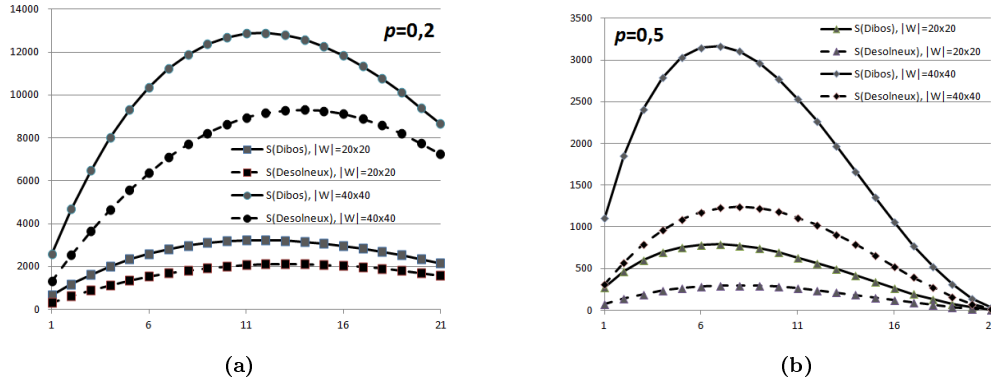 14000
12000
10000
8000
6000
4000
2000
0
1
6
11
16
21
p=0,2
S(Dibos), |W|=20x20
S(Desolneux), |W|=20x20
S(Dibos), |W|=40x40
S(Desolneux), |W|=40x40
(a)
3500
3000
2500
2000
1500
1000
500
0
1
6
11
16
21
p=0,5
S(Dibos), |W|=20x20
S(Desolneux), |W|=20x20
S(Dibos), |W|=40x40
S(Desolneux), |W|=40x40
(b)